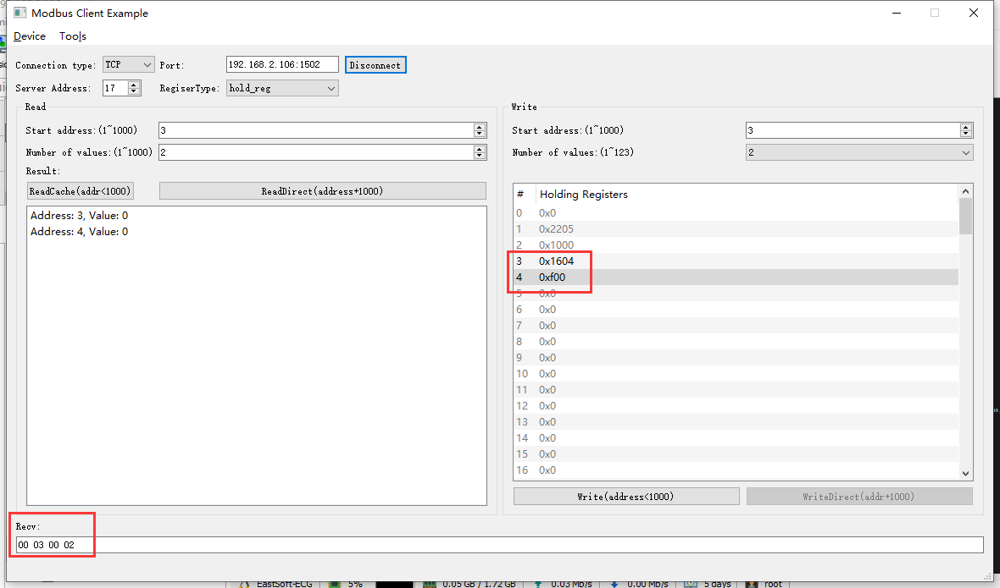 Modbus Client Example
Device Tools
Connection type: TCP Port: 192.168.2.106:1502 Disconnect
Server Address: 17 RegiserType: hold_reg
Read
Start address:(1~1000) 3
Number of values:(1~1000) 2
Result:
ReadCache(addr<1000) ReadDirect(address+1000)
Address: 3, Value: 0
Address: 4, Value: 0
Write
Start address:(1~1000) 3
Number of values:(1~123) 2
# Holding Registers
0 0x0
1 0x2205
2 0x1000
3 0x1604
4 0xf00
5 0x0
6 0x0
7 0x0
8 0x0
9 0x0
10 0x0
11 0x0
12 0x0
13 0x0
14 0x0
15 0x0
16 0x0
Write(address<1000) WriteDirect(addr+1000)
Recv:
00 03 00 02
EastSoft-ECG 5% 0.05 GB / 1.72 GB 0.03 Mb/s 0.00 Mb/s 5 days root